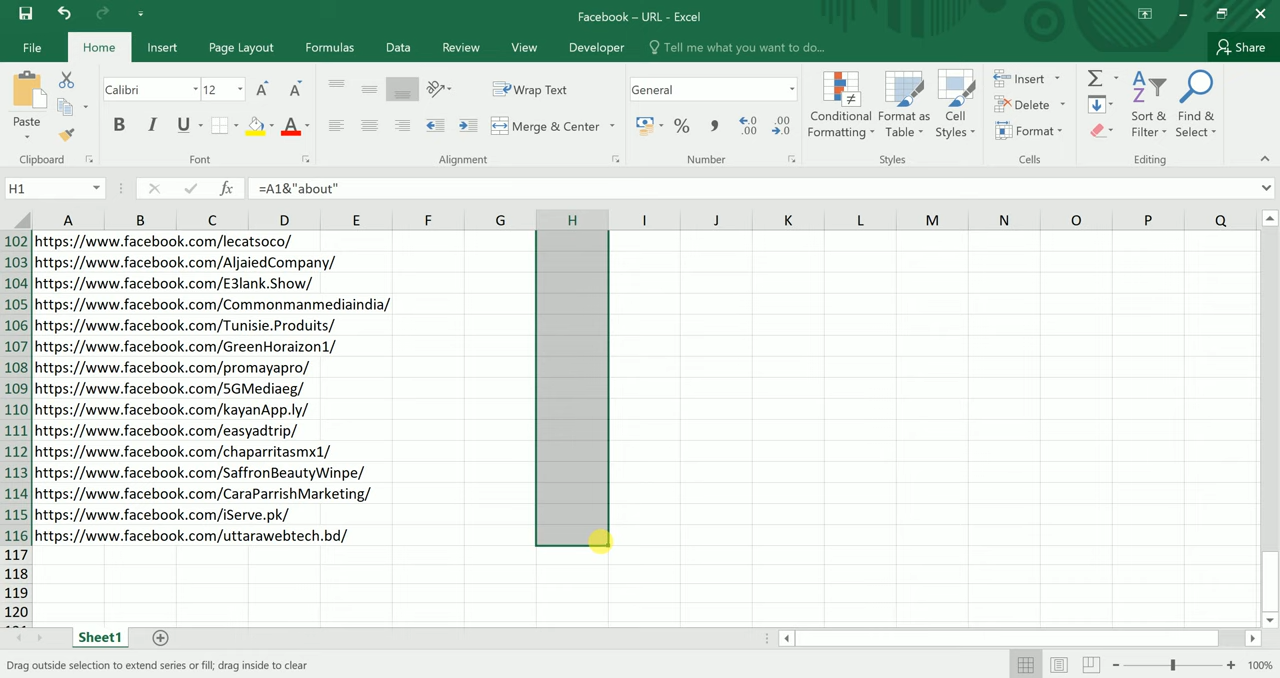 Facebook – URL - Excel
File Home Insert Page Layout Formulas Data Review View Developer Tell me what you want to do... Share
Paste
Clipboard
Calibri 12
B I U A
Font
Wrap Text
Merge & Center
Alignment
General
% , .0 .00 .00 .0
Number
Conditional Formatting
Format as Table
Cell Styles
Styles
Insert
Delete
Format
Cells
Σ
Sort & Filter
Find & Select
Editing
H1 fx =A1&"about"
A B C D E F G H I J K L M N O P Q
102 https://www.facebook.com/lecatsoco/
103 https://www.facebook.com/AljaiedCompany/
104 https://www.facebook.com/E3lank.Show/
105 https://www.facebook.com/Commonmanmediaindia/
106 https://www.facebook.com/Tunisie.Produits/
107 https://www.facebook.com/GreenHoraizon1/
108 https://www.facebook.com/promayapro/
109 https://www.facebook.com/5GMediaeg/
110 https://www.facebook.com/kayanApp.ly/
111 https://www.facebook.com/easyadtrip/
112 https://www.facebook.com/chaparritasmx1/
113 https://www.facebook.com/SaffronBeautyWinpe/
114 https://www.facebook.com/CaraParrishMarketing/
115 https://www.facebook.com/iServe.pk/
116 https://www.facebook.com/uttarawebtech.bd/
117
118
119
120
Sheet1
Drag outside selection to extend series or fill; drag inside to clear
100%